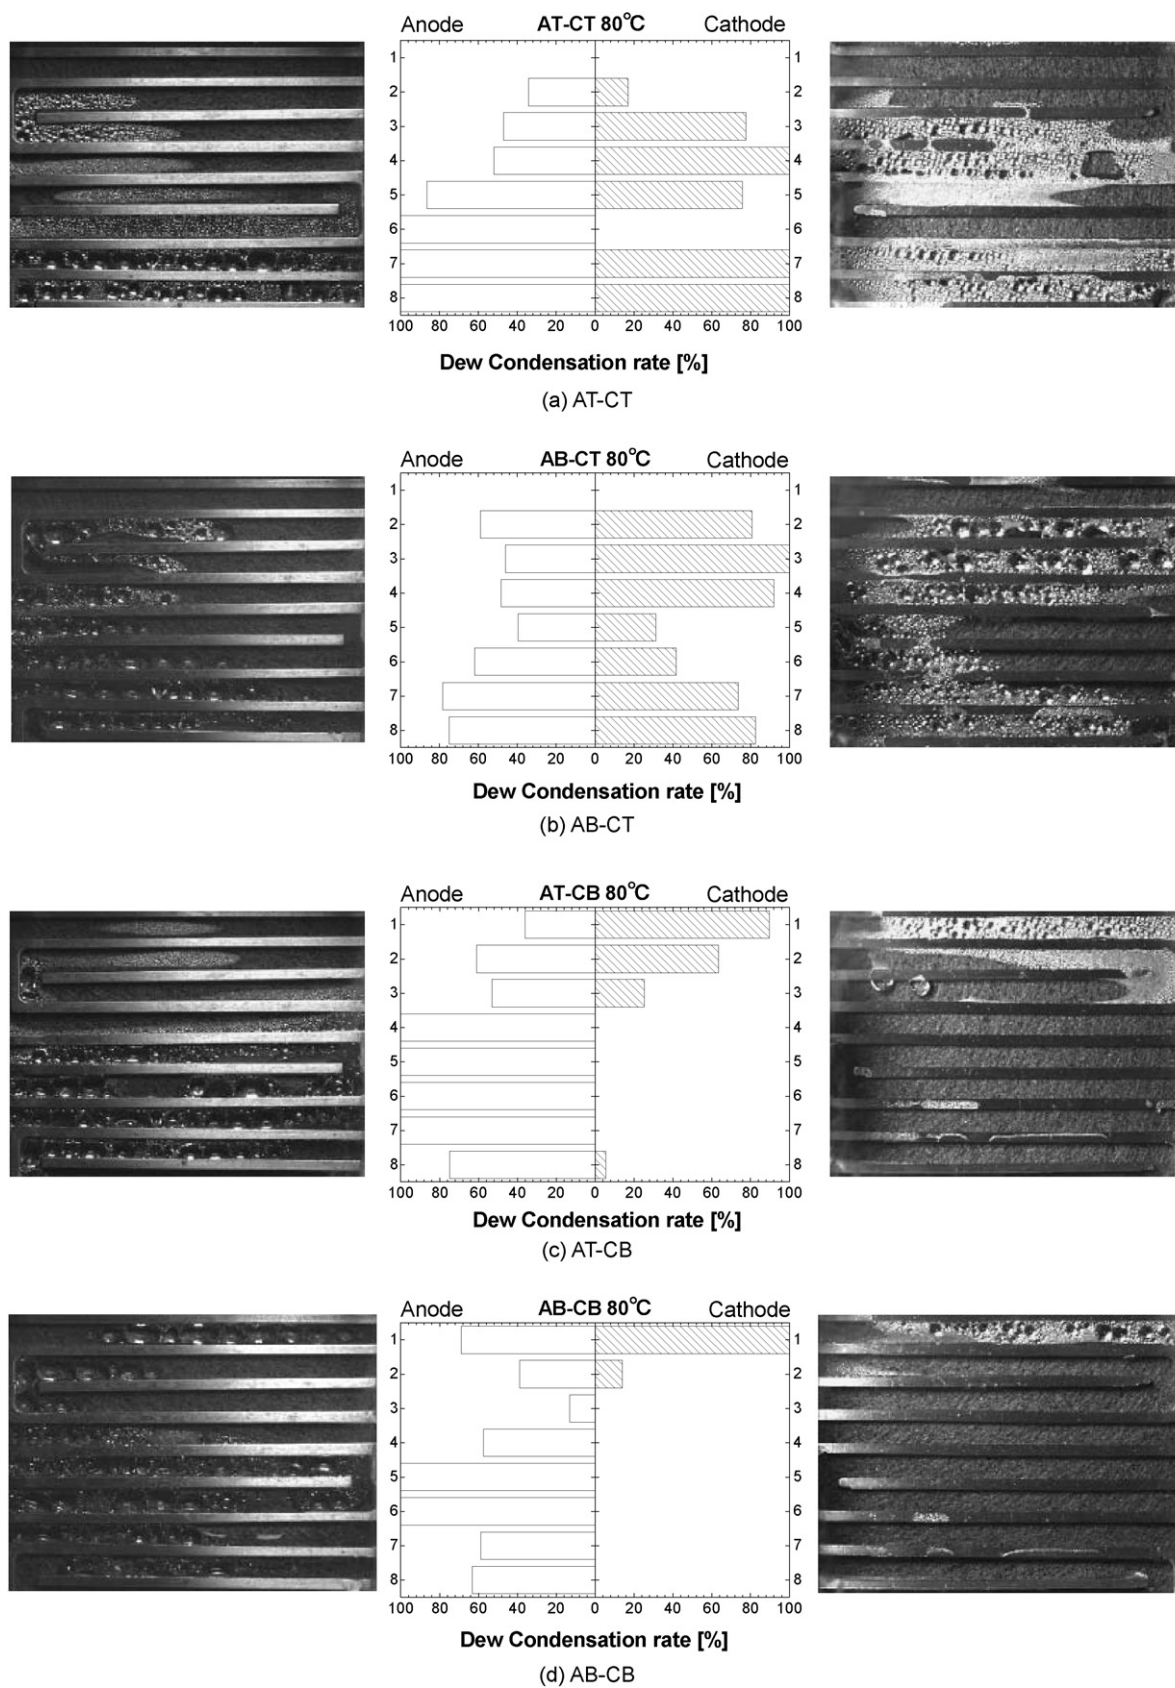 Anode AT-CT 80°C Cathode
1 1
2 2
3 3
4 4
5 5
6 6
7 7
8 8
100 80 60 40 20 0 20 40 60 80 100
Dew Condensation rate [%]
(a) AT-CT
Anode AB-CT 80°C Cathode
1 1
2 2
3 3
4 4
5 5
6 6
7 7
8 8
100 80 60 40 20 0 20 40 60 80 100
Dew Condensation rate [%]
(b) AB-CT
Anode AT-CB 80°C Cathode
1 1
2 2
3 3
4 4
5 5
6 6
7 7
8 8
100 80 60 40 20 0 20 40 60 80 100
Dew Condensation rate [%]
(c) AT-CB
Anode AB-CB 80°C Cathode
1 1
2 2
3 3
4 4
5 5
6 6
7 7
8 8
100 80 60 40 20 0 20 40 60 80 100
Dew Condensation rate [%]
(d) AB-CB